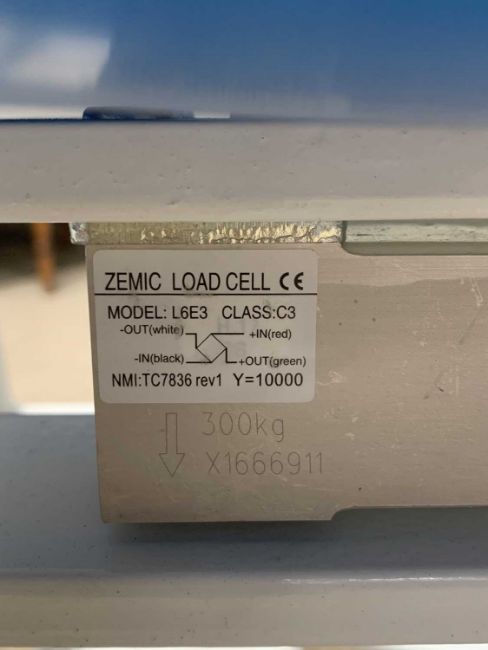 ZEMIC LOAD CELL CE
MODEL: L6E3 CLASS:C3
-OUT(white) +IN(red)
-IN(black) +OUT(green)
NMI:TC7836 rev1 Y=10000
300kg
X1666911